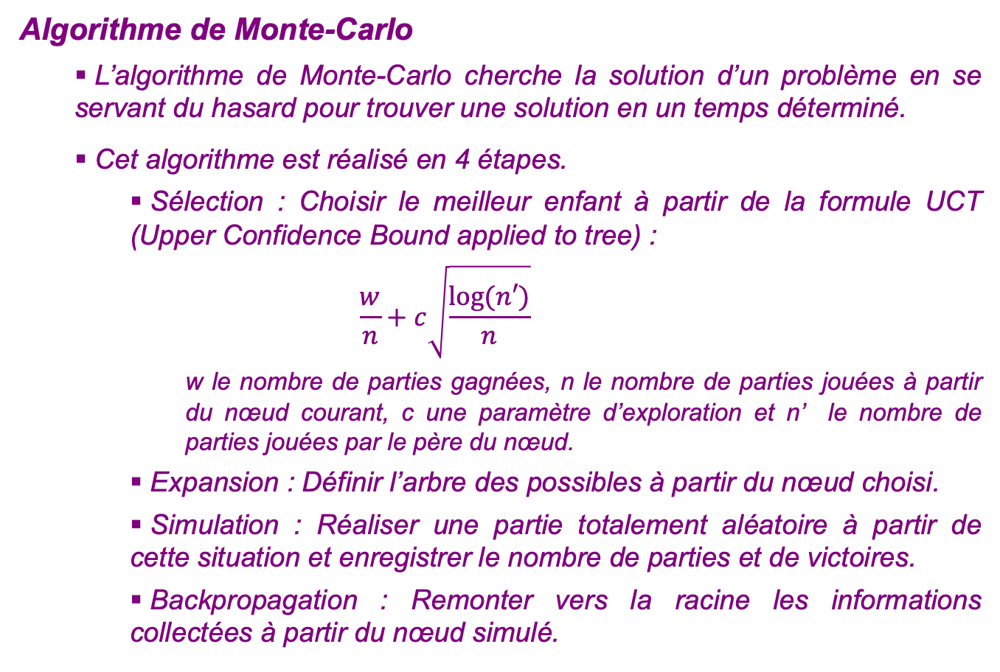 Algorithme de Monte-Carlo
▪ L’algorithme de Monte-Carlo cherche la solution d’un problème en se
servant du hasard pour trouver une solution en un temps déterminé.
▪ Cet algorithme est réalisé en 4 étapes.
▪ Sélection : Choisir le meilleur enfant à partir de la formule UCT
(Upper Confidence Bound applied to tree) :
w/n + c√(log(n′)/n)
w le nombre de parties gagnées, n le nombre de parties jouées à partir
du nœud courant, c une paramètre d’exploration et n’ le nombre de
parties jouées par le père du nœud.
▪ Expansion : Définir l’arbre des possibles à partir du nœud choisi.
▪ Simulation : Réaliser une partie totalement aléatoire à partir de
cette situation et enregistrer le nombre de parties et de victoires.
▪ Backpropagation : Remonter vers la racine les informations
collectées à partir du nœud simulé.